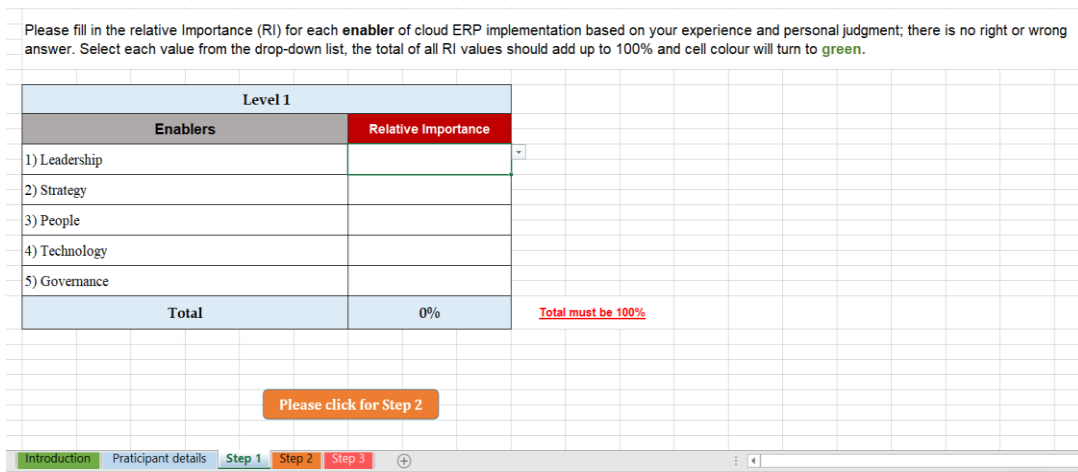 Please fill in the relative Importance (RI) for each enabler of cloud ERP implementation based on your experience and personal judgment; there is no right or wrong
answer. Select each value from the drop-down list, the total of all RI values should add up to 100% and cell colour will turn to green.
Level 1
Enablers Relative Importance
1) Leadership
2) Strategy
3) People
4) Technology
5) Governance
Total 0% Total must be 100%
Please click for Step 2
Introduction Praticipant details Step 1 Step 2 Step 3